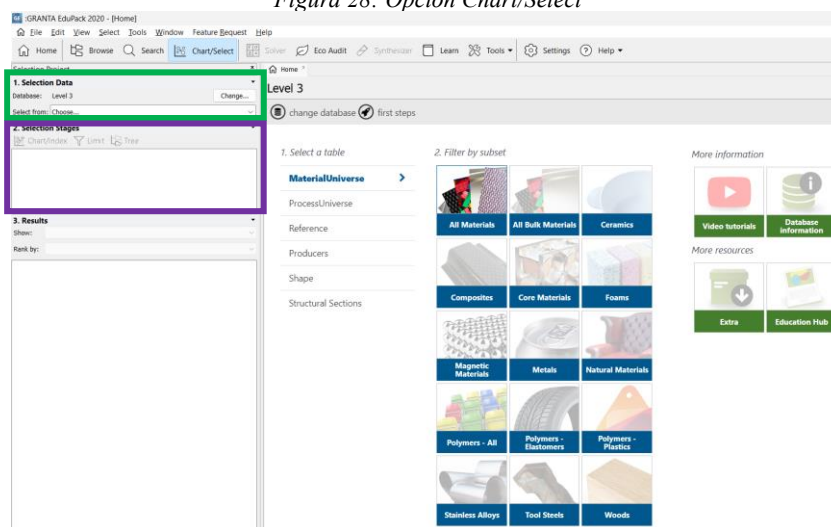 Figura 28: Opción Chart/Select
:GRANTA EduPack 2020 - [Home]
File Edit View Select Tools Window Feature Request Help
Home Browse Search Chart/Select Solver Eco Audit Synthesizer Learn Tools Settings Help
Selection Project
Home
1. Selection Data
Database: Level 3 Change...
Select from: Choose...
Level 3
change database first steps
2. Selection Stages
Chart/Index Limit Tree
3. Results
Show:
Rank by:
1. Select a table
MaterialUniverse
ProcessUniverse
Reference
Producers
Shape
Structural Sections
2. Filter by subset
All Materials
All Bulk Materials
Ceramics
Composites
Core Materials
Foams
Magnetic
Materials
Metals
Natural Materials
Polymers - All
Polymers -
Elastomers
Polymers -
Plastics
Stainless Alloys
Tool Steels
Woods
More information
Video tutorials
Database
information
More resources
Extra
Education Hub